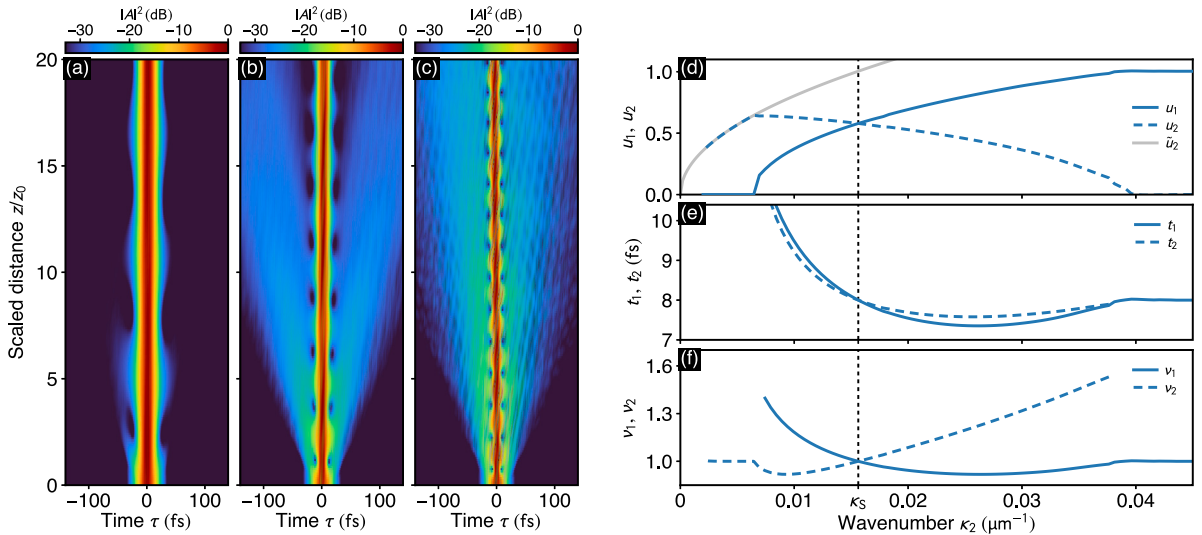 |A|² (dB)
−30 −20 −10 0
|A|² (dB)
−30 −20 −10 0
|A|² (dB)
−30 −20 −10 0
(a)
(b)
(c)
Scaled distance z/z₀
20
15
10
5
0
−100 0 100
−100 0 100
−100 0 100
Time τ (fs)
Time τ (fs)
Time τ (fs)
(d)
u₁, u₂
1.0
0.5
0.0
u₁
u₂
ũ₂
(e)
t₁, t₂ (fs)
10
8
7
t₁
t₂
(f)
ν₁, ν₂
1.6
1.3
1.0
ν₁
ν₂
0 0.01 κS 0.02 0.03 0.04
Wavenumber κ₂ (μm⁻¹)